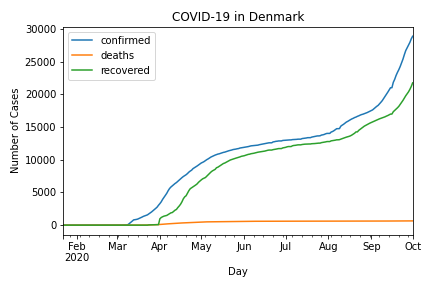 COVID-19 in Denmark
confirmed
deaths
recovered
Number of Cases
30000
25000
20000
15000
10000
5000
0
Feb Mar Apr May Jun Jul Aug Sep Oct
2020
Day